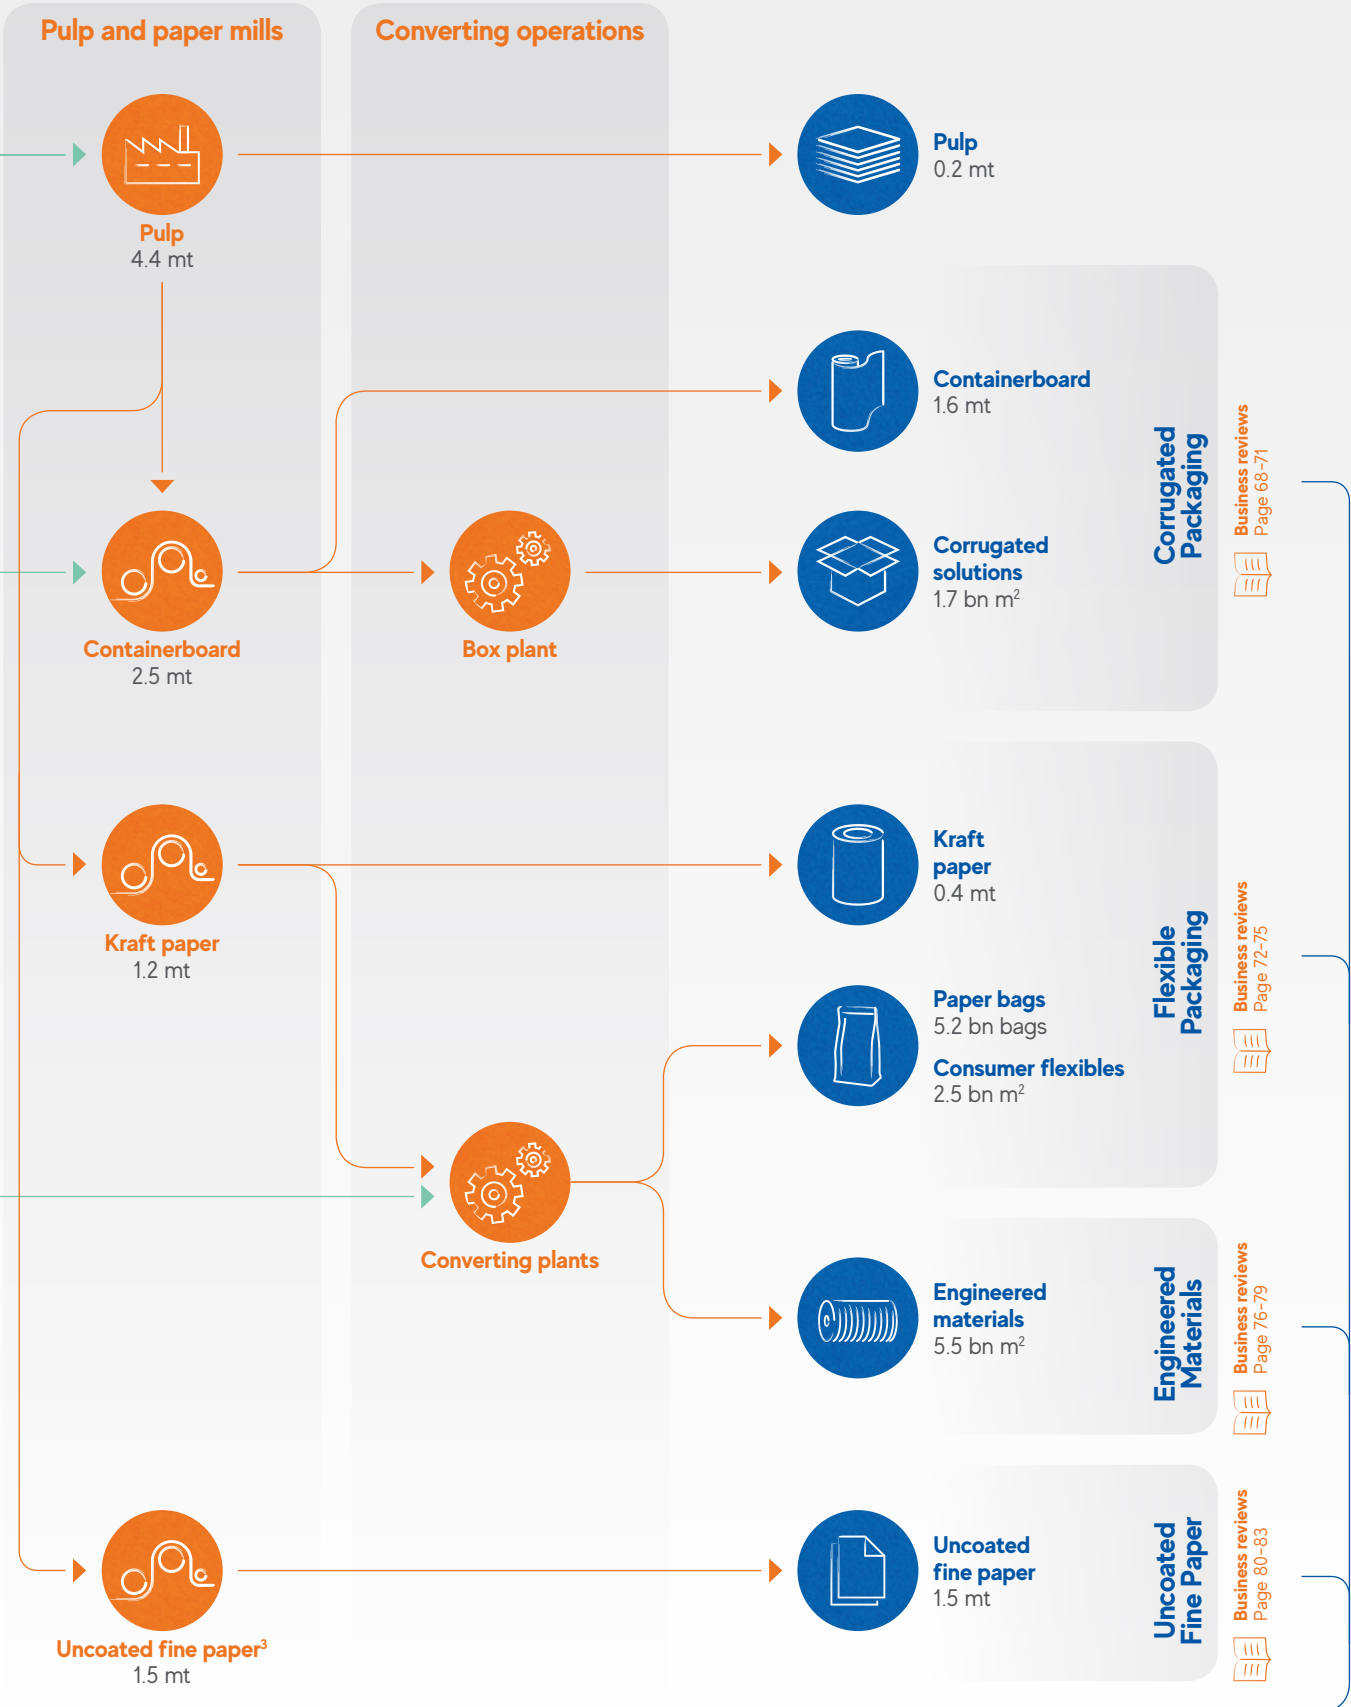 Pulp and paper mills
Converting operations
Pulp
4.4 mt
Pulp
0.2 mt
Containerboard
1.6 mt
Containerboard
2.5 mt
Box plant
Corrugated
solutions
1.7 bn m²
Corrugated
Packaging
Business reviews
Page 68–71
Kraft paper
1.2 mt
Kraft
paper
0.4 mt
Paper bags
5.2 bn bags
Consumer flexibles
2.5 bn m²
Flexible
Packaging
Business reviews
Page 72–75
Converting plants
Engineered
materials
5.5 bn m²
Engineered
Materials
Business reviews
Page 76–79
Uncoated fine paper³
1.5 mt
Uncoated
fine paper
1.5 mt
Uncoated
Fine Paper
Business reviews
Page 80–83